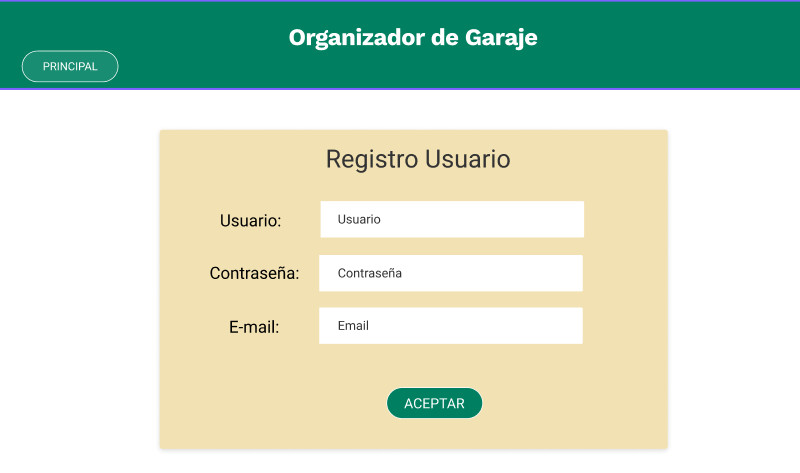 Organizador de Garaje
PRINCIPAL
Registro Usuario
Usuario: Usuario
Contraseña: Contraseña
E-mail: Email
ACEPTAR